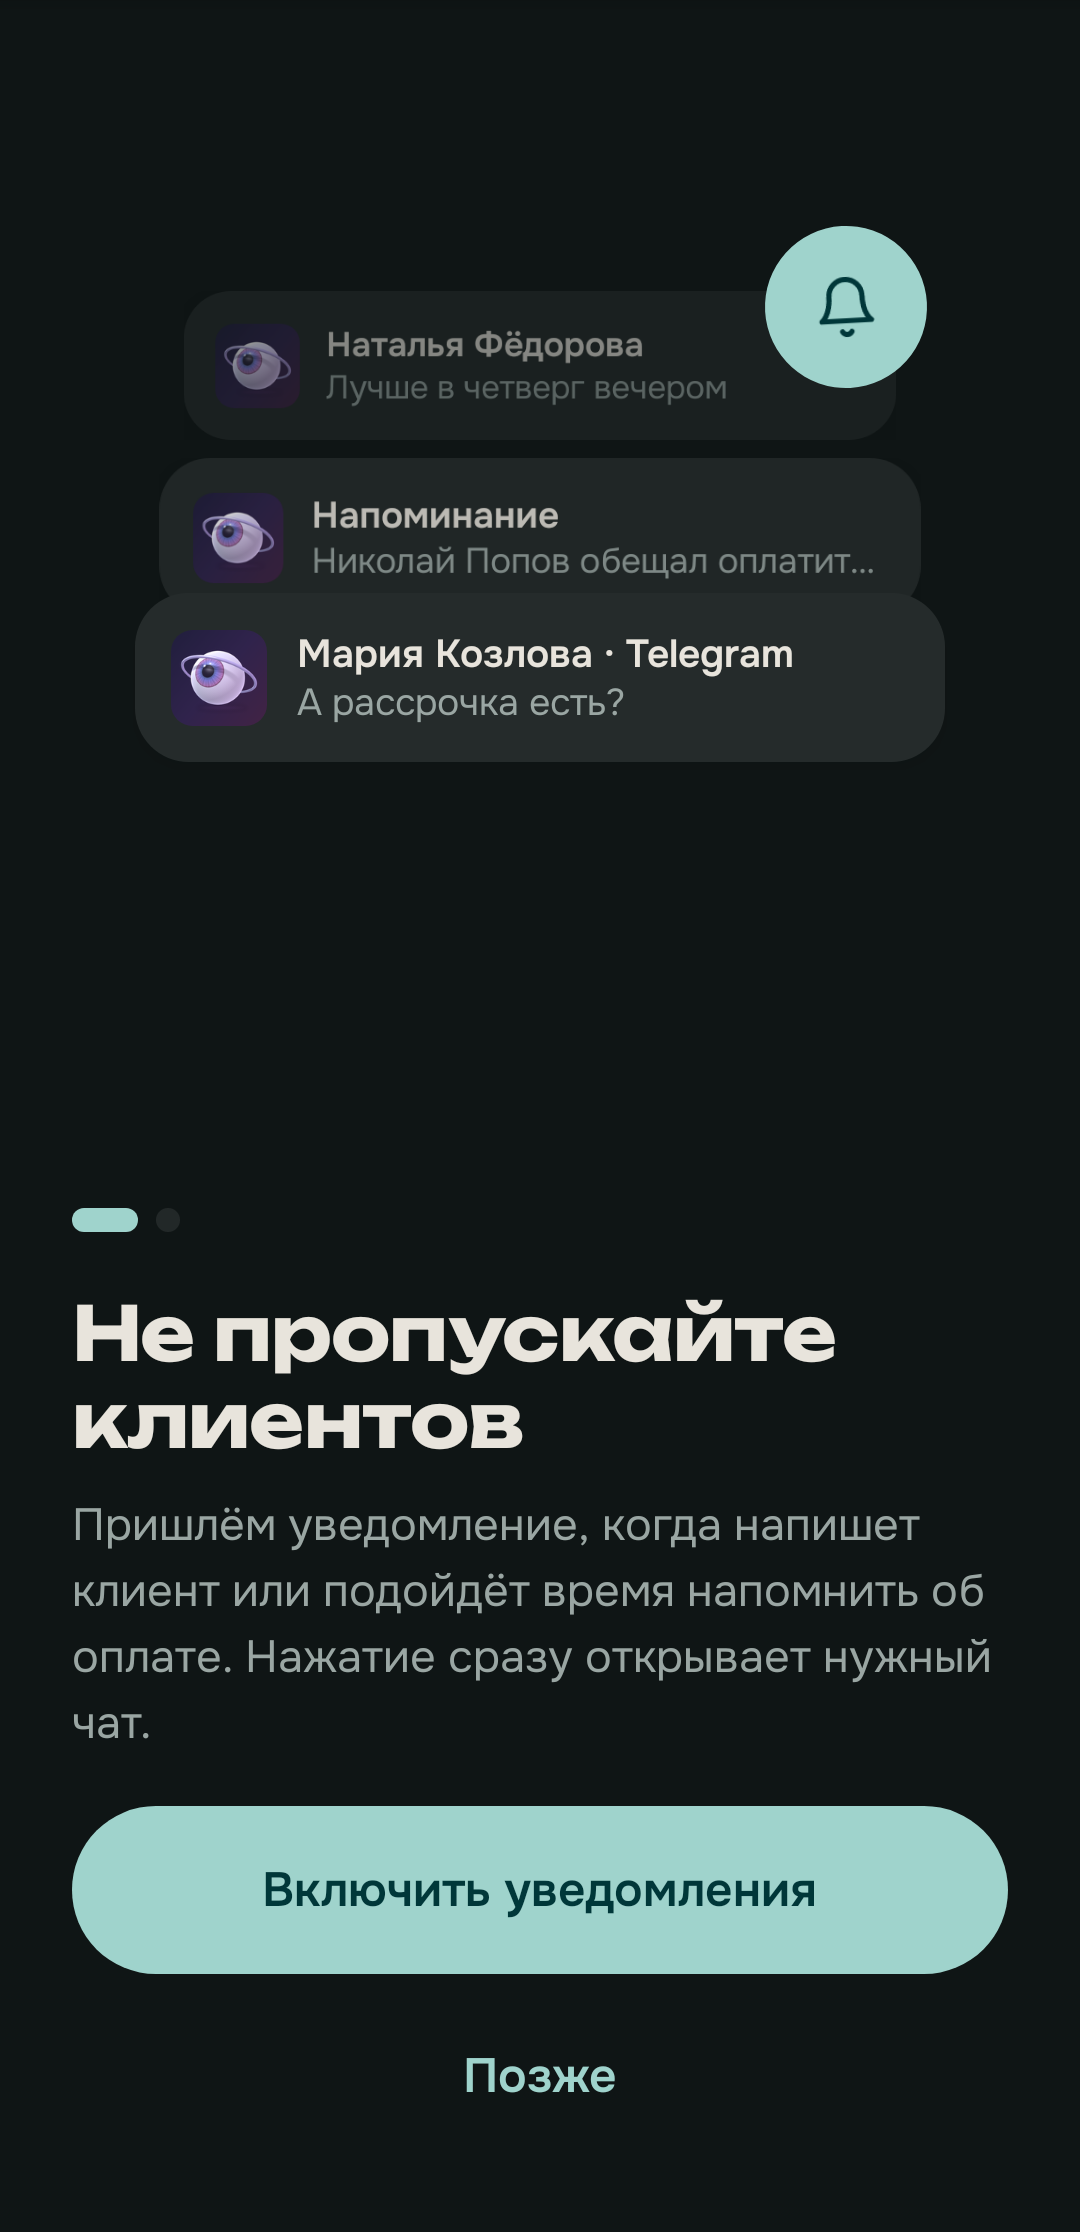 Наталья Фёдорова
Лучше в четверг вечером
Напоминание
Николай Попов обещал оплатит...
Мария Козлова · Telegram
А рассрочка есть?
Не пропускайте
клиентов
Пришлём уведомление, когда напишет
клиент или подойдёт время напомнить об
оплате. Нажатие сразу открывает нужный
чат.
Включить уведомления
Позже